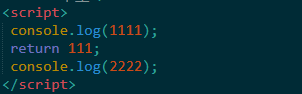 <script>
console.log(1111);
return 111;
console.log(2222);
</script>